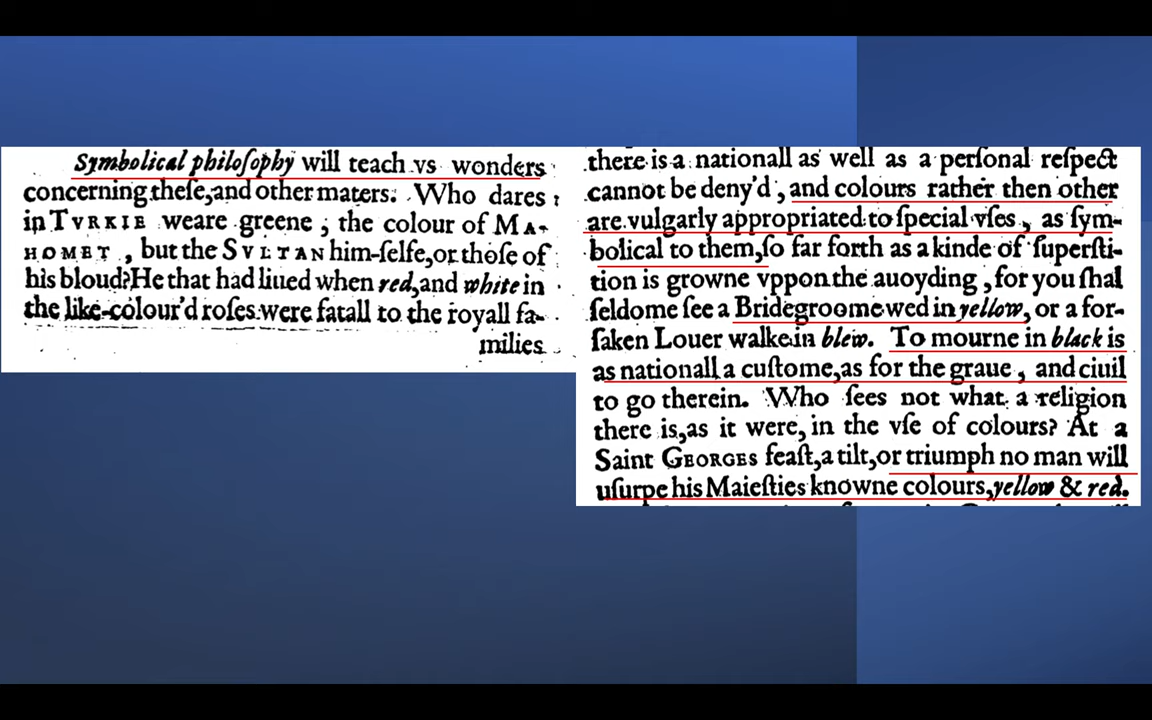 Symbolical philoſophy will teach vs wonders
concerning theſe,and other maters. Who dares
in TVRKIE weare greene ; the colour of MA-
HOMET , but the SVLTAN him-ſelfe,or thoſe of
his bloud?He that had liued when red,and white in
the like-colour'd roſes were fatall to the royall fa-
milies
there is a nationall as well as a perſonal reſpect
cannot be deny'd , and colours rather then other
are vulgarly appropriated to ſpecial vſes, as ſym-
bolical to them,ſo far forth as a kinde of ſuperſti-
tion is growne vppon the auoyding , for you ſhal
ſeldome ſee a Bridegroome wed in yellow, or a for-
ſaken Louer walke in blew. To mourne in black is
as nationall a cuſtome,as for the graue , and ciuil
to go therein. Who ſees not what a religion
there is,as it were, in the vſe of colours? At a
Saint GEORGES feaſt,a tilt,or triumph no man will
uſurpe his Maieſties knowne colours,yellow & red.